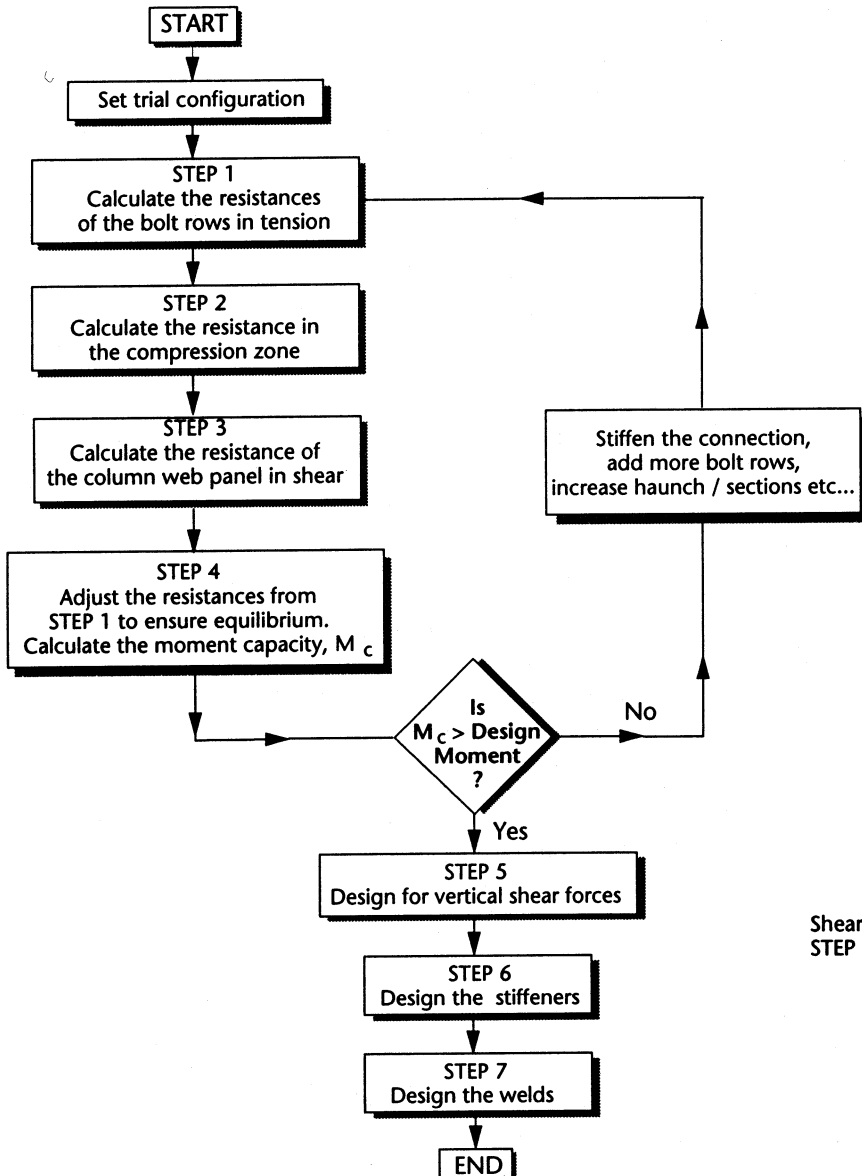 START
Set trial configuration
STEP 1
Calculate the resistances
of the bolt rows in tension
STEP 2
Calculate the resistance in
the compression zone
STEP 3
Calculate the resistance of
the column web panel in shear
STEP 4
Adjust the resistances from
STEP 1 to ensure equilibrium.
Calculate the moment capacity, M c
Stiffen the connection,
add more bolt rows,
increase haunch / sections etc...
Is
M c > Design
Moment
?
No
Yes
STEP 5
Design for vertical shear forces
STEP 6
Design the stiffeners
STEP 7
Design the welds
END
Shear
STEP